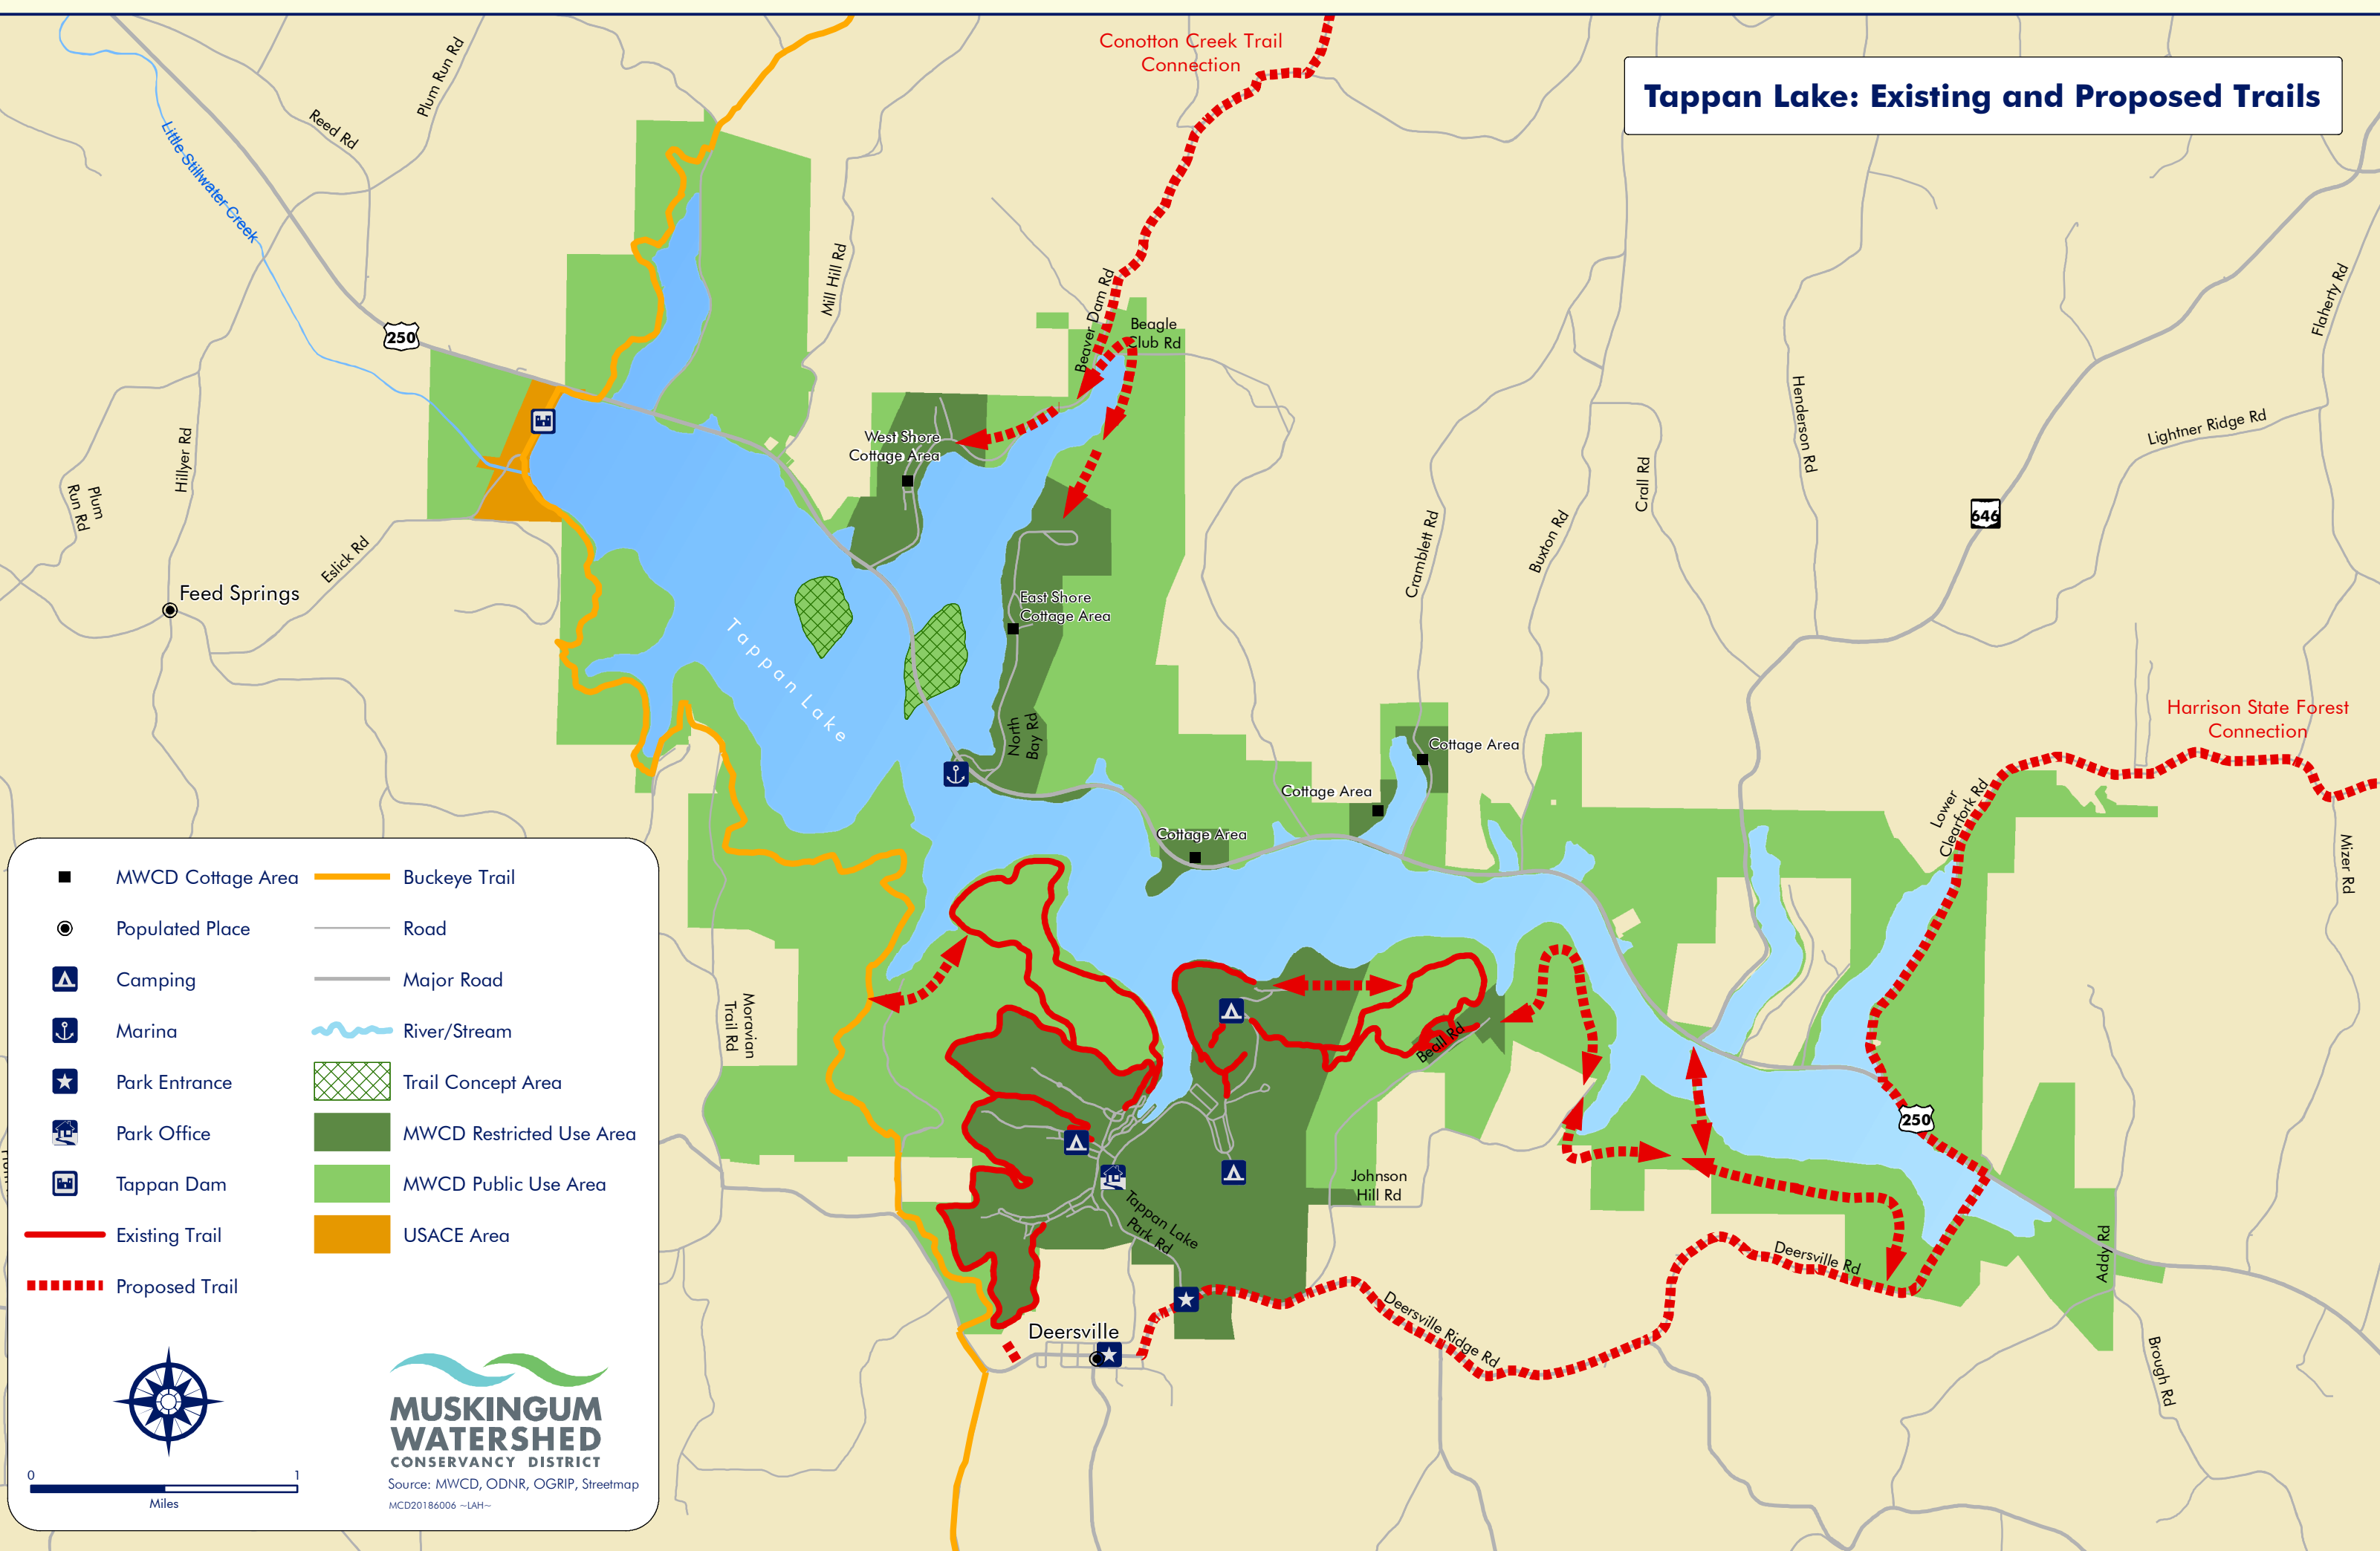 Conotton Creek Trail
Connection
Tappan Lake: Existing and Proposed Trails
Plum Run Rd
Reed Rd
Little Stillwater Creek
Mill Hill Rd
Beaver Dam Rd
Beagle
Club Rd
Flaherty Rd
250
Henderson Rd
Lightner Ridge Rd
West Shore
Cottage Area
Hillyer Rd
Plum
Run Rd
Crall Rd
646
Cramblett Rd
Buxton Rd
Eslick Rd
Feed Springs
East Shore
Cottage Area
Tappan Lake
North
Bay Rd
Harrison State Forest
Connection
Cottage Area
Cottage Area
Cottage Area
Lower
Clearfork Rd
Mizer Rd
Moravian
Trail Rd
Beall Rd
250
Johnson
Hill Rd
Tappan Lake
Park Rd
Deersville Rd
Addy Rd
Deersville Ridge Rd
Deersville
Brough Rd
MWCD Cottage Area
Populated Place
Camping
Marina
Park Entrance
Park Office
Tappan Dam
Existing Trail
Proposed Trail
Buckeye Trail
Road
Major Road
River/Stream
Trail Concept Area
MWCD Restricted Use Area
MWCD Public Use Area
USACE Area
MUSKINGUM
WATERSHED
CONSERVANCY DISTRICT
Source: MWCD, ODNR, OGRIP, Streetmap
MCD20186006 ~LAH~
0 1
Miles